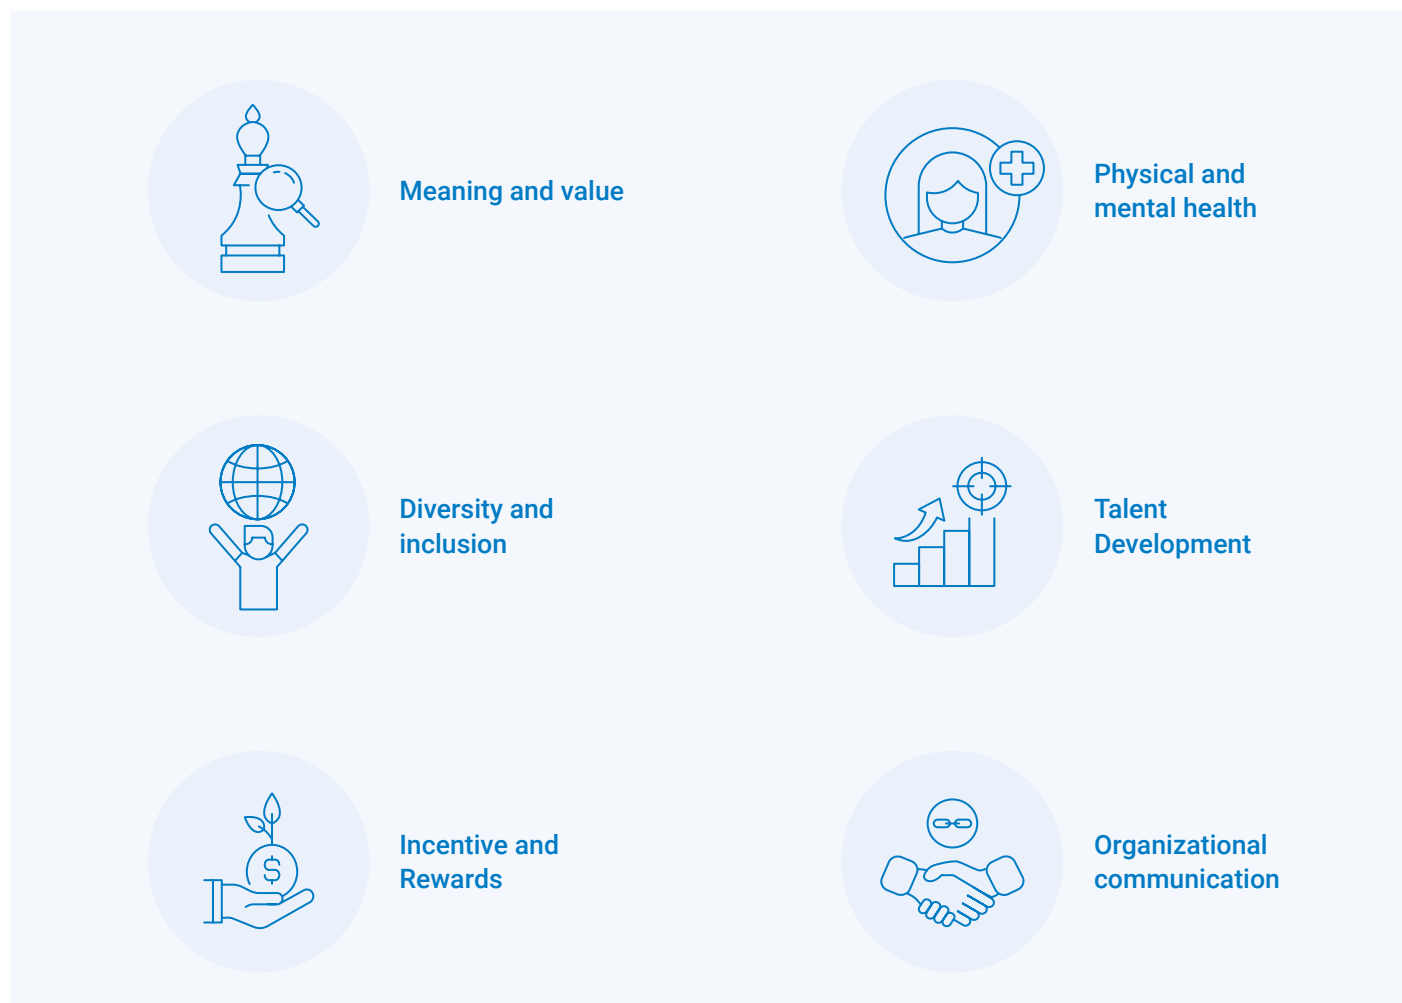 Meaning and value
Physical and
mental health
Diversity and
inclusion
Talent
Development
Incentive and
Rewards
Organizational
communication